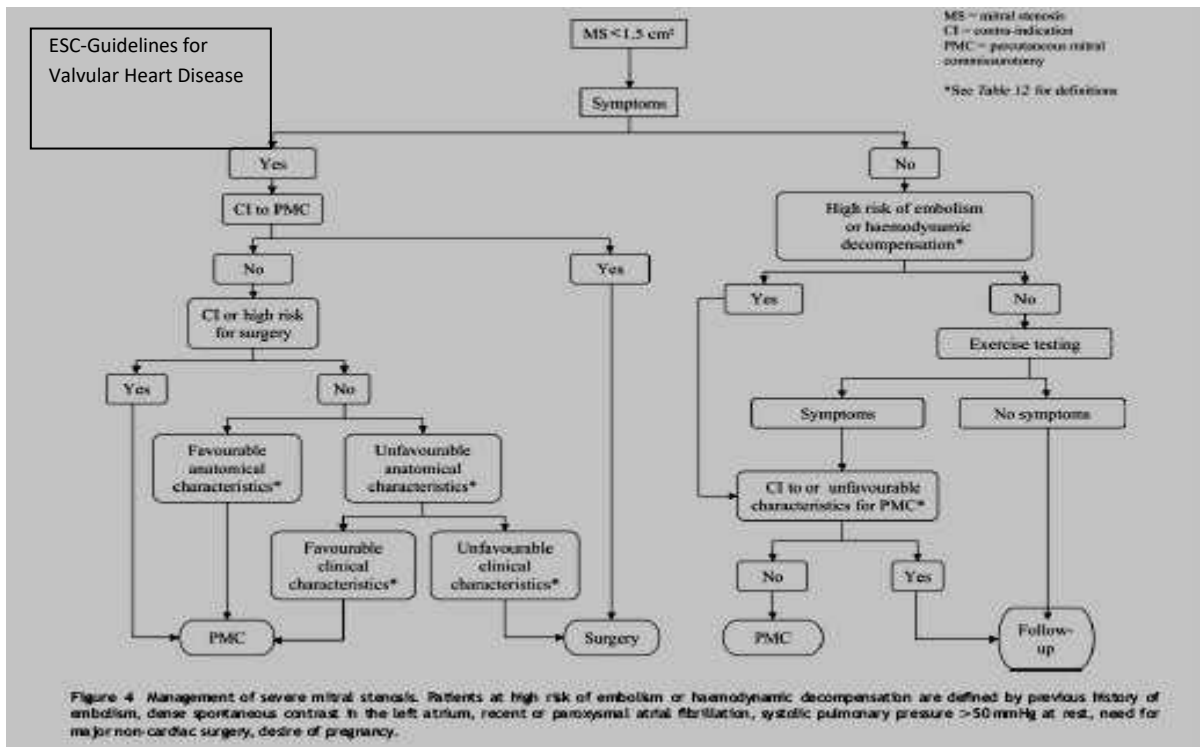 ESC-Guidelines for
Valvular Heart Disease
MS <1.5 cm²
MS = mitral stenosis
CI = contra-indication
PMC = percutaneous mitral
commissurotomy
*See Table 12 for definitions
Symptoms
Yes
No
CI to PMC
High risk of embolism
or haemodynamic
decompensation*
No
Yes
Yes
No
CI or high risk
for surgery
Exercise testing
Yes
No
Symptoms
No symptoms
Favourable
anatomical
characteristics*
Unfavourable
anatomical
characteristics*
CI to or unfavourable
characteristics for PMC*
Favourable
clinical
characteristics*
Unfavourable
clinical
characteristics*
No
Yes
PMC
Surgery
PMC
Follow-
up
Figure 4 Management of severe mitral stenosis. Patients at high risk of embolism or haemodynamic decompensation are defined by previous history of
embolism, dense spontaneous contrast in the left atrium, recent or paroxysmal atrial fibrillation, systolic pulmonary pressure >50 mmHg at rest, need for
major non-cardiac surgery, desire of pregnancy.